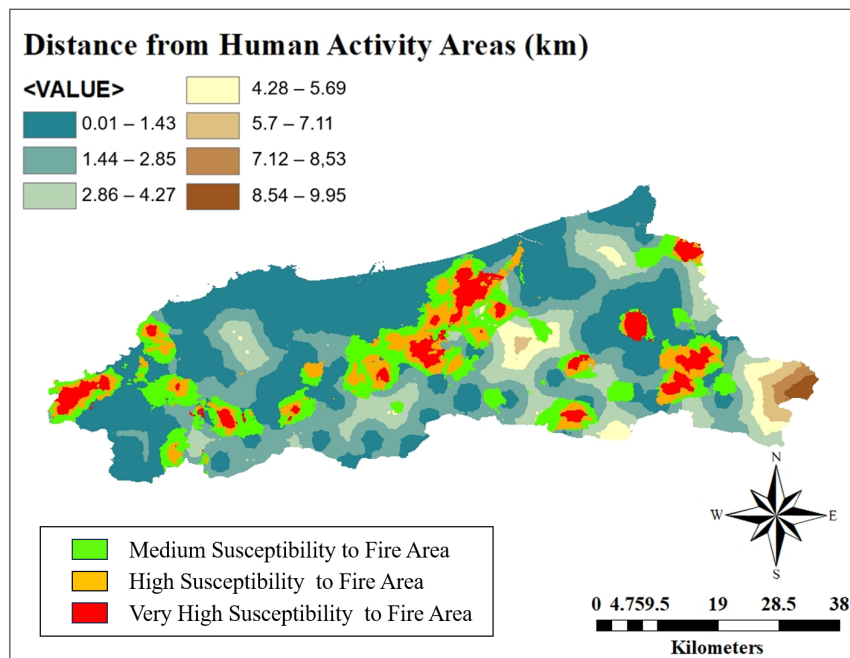 Distance from Human Activity Areas (km)
<VALUE>
0.01 – 1.43
1.44 – 2.85
2.86 – 4.27
4.28 – 5.69
5.7 – 7.11
7.12 – 8,53
8.54 – 9.95
N
W
E
S
Medium Susceptibility to Fire Area
High Susceptibility to Fire Area
Very High Susceptibility to Fire Area
0 4.759.5 19 28.5 38
Kilometers